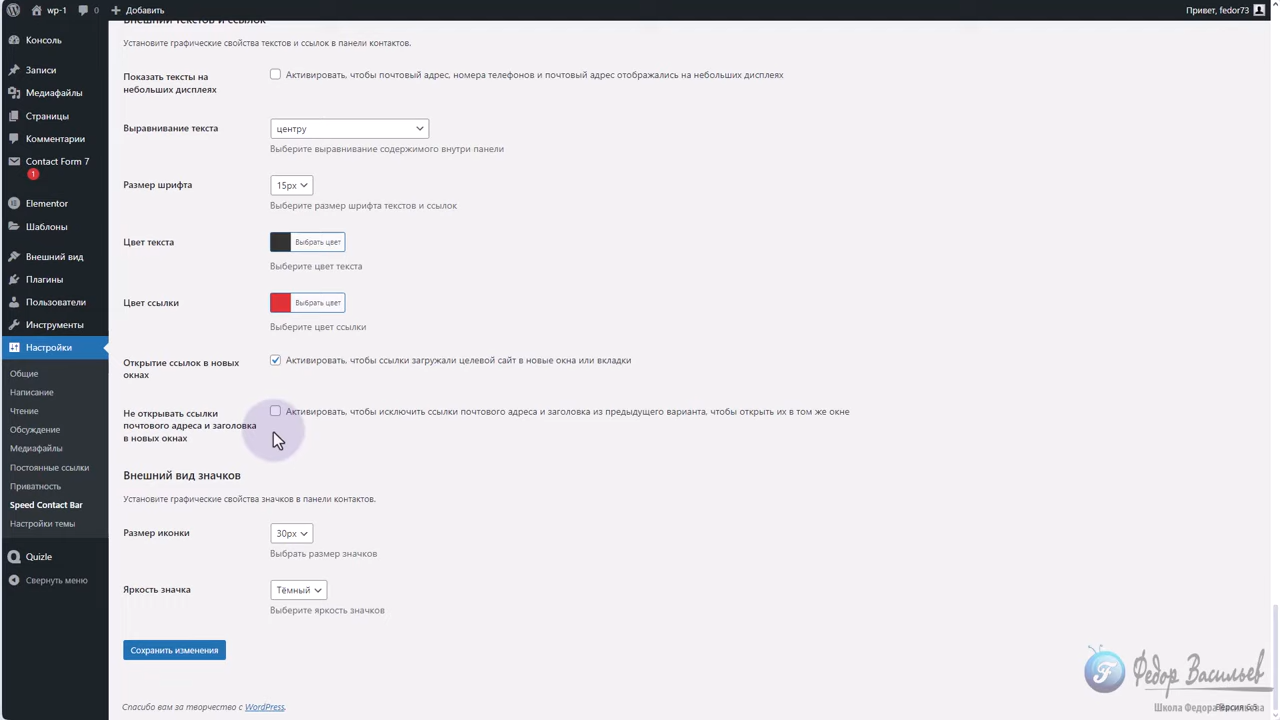 wp-1
0
Добавить
Привет, fedor73
Консоль
Записи
Медиафайлы
Страницы
Комментарии
Contact Form 7
1
Elementor
Шаблоны
Внешний вид
Плагины
Пользователи
Инструменты
Настройки
Общие
Написание
Чтение
Обсуждение
Медиафайлы
Постоянные ссылки
Приватность
Speed Contact Bar
Настройки темы
Quizle
Свернуть меню
Внешний текстов и ссылок
Установите графические свойства текстов и ссылок в панели контактов.
Показать тексты на
небольших дисплеях
Активировать, чтобы почтовый адрес, номера телефонов и почтовый адрес отображались на небольших дисплеях
Выравнивание текста
центру
Выберите выравнивание содержимого внутри панели
Размер шрифта
15px
Выберите размер шрифта текстов и ссылок
Цвет текста
Выбрать цвет
Выберите цвет текста
Цвет ссылки
Выбрать цвет
Выберите цвет ссылки
Открытие ссылок в новых
окнах
Активировать, чтобы ссылки загружали целевой сайт в новые окна или вкладки
Не открывать ссылки
почтового адреса и заголовка
в новых окнах
Активировать, чтобы исключить ссылки почтового адреса и заголовка из предыдущего варианта, чтобы открыть их в том же окне
Внешний вид значков
Установите графические свойства значков в панели контактов.
Размер иконки
30px
Выбрать размер значков
Яркость значка
Тёмный
Выберите яркость значков
Сохранить изменения
Спасибо вам за творчество с WordPress.
Федор Васильев
Школа Федора Васильева
Версия 6.5